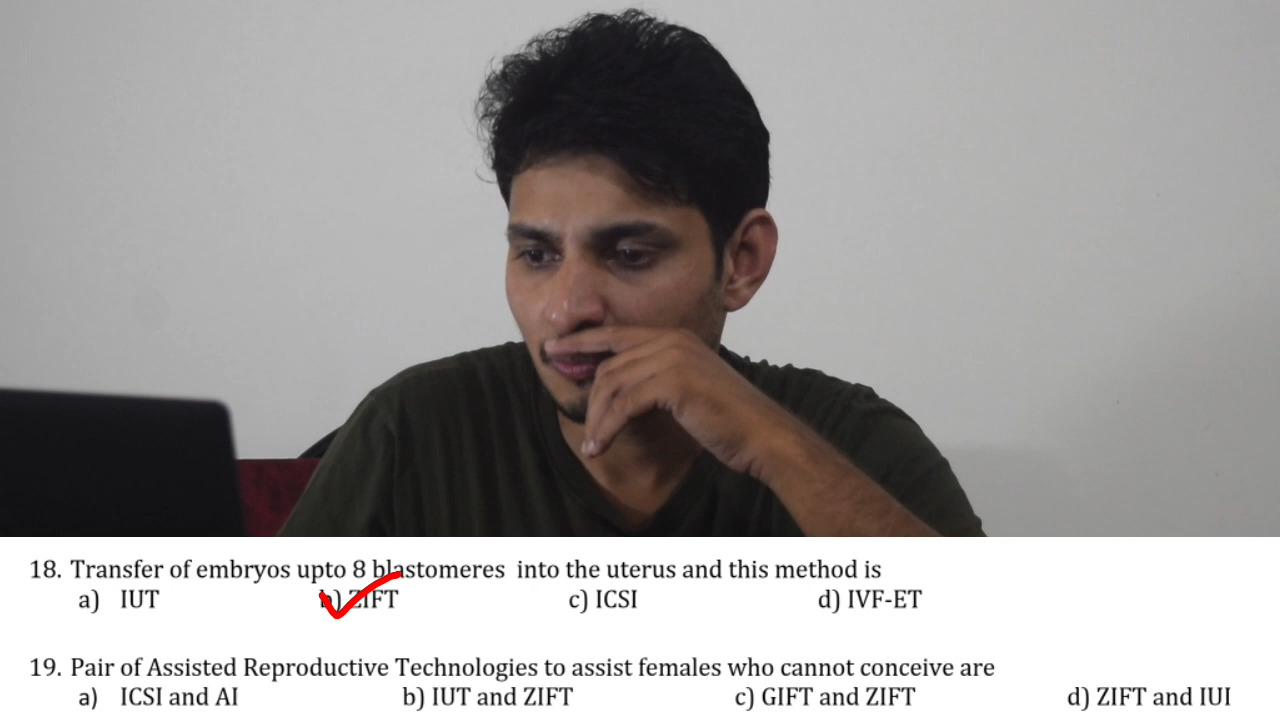 18. Transfer of embryos upto 8 blastomeres into the uterus and this method is
a) IUT b) ZIFT c) ICSI d) IVF-ET
19. Pair of Assisted Reproductive Technologies to assist females who cannot conceive are
a) ICSI and AI b) IUT and ZIFT c) GIFT and ZIFT d) ZIFT and IUI